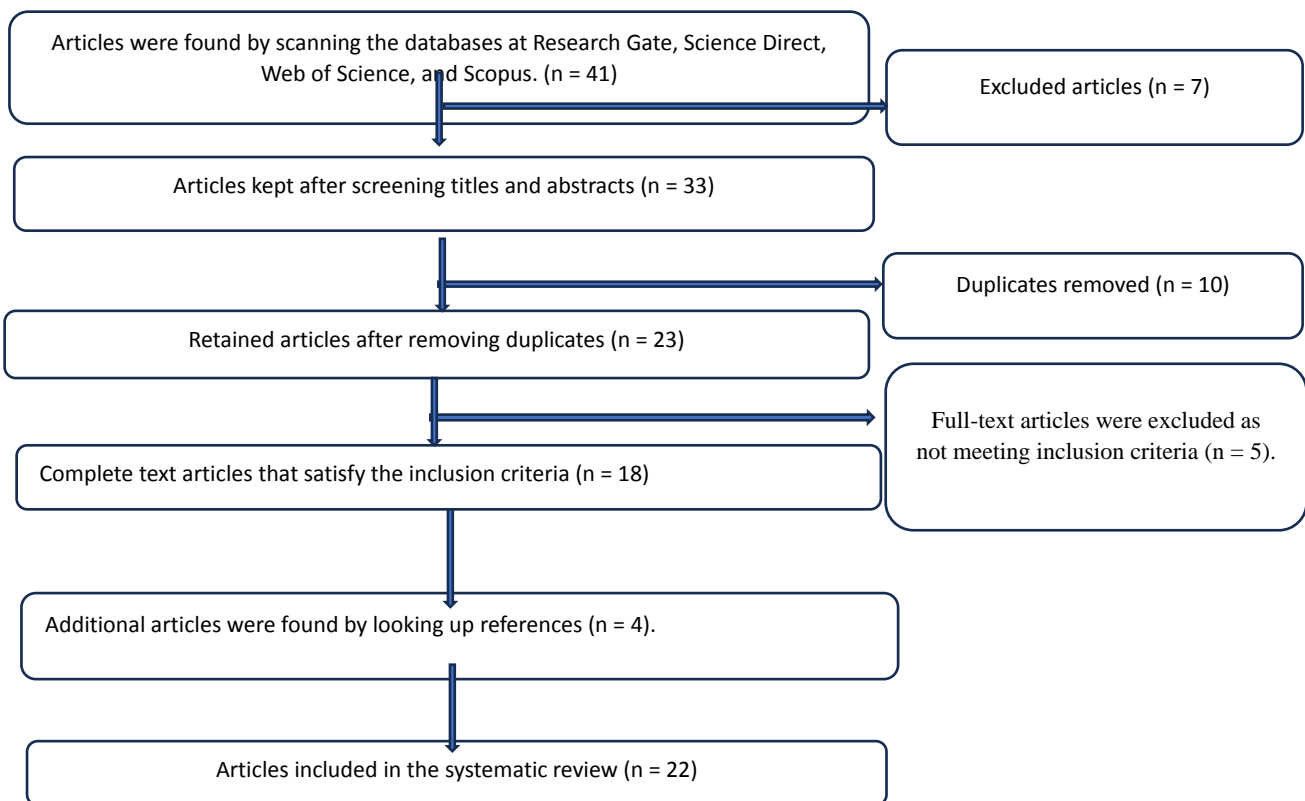 Articles were found by scanning the databases at Research Gate, Science Direct,
Web of Science, and Scopus. (n = 41)
Excluded articles (n = 7)
Articles kept after screening titles and abstracts (n = 33)
Duplicates removed (n = 10)
Retained articles after removing duplicates (n = 23)
Full-text articles were excluded as
not meeting inclusion criteria (n = 5).
Complete text articles that satisfy the inclusion criteria (n = 18)
Additional articles were found by looking up references (n = 4).
Articles included in the systematic review (n = 22)